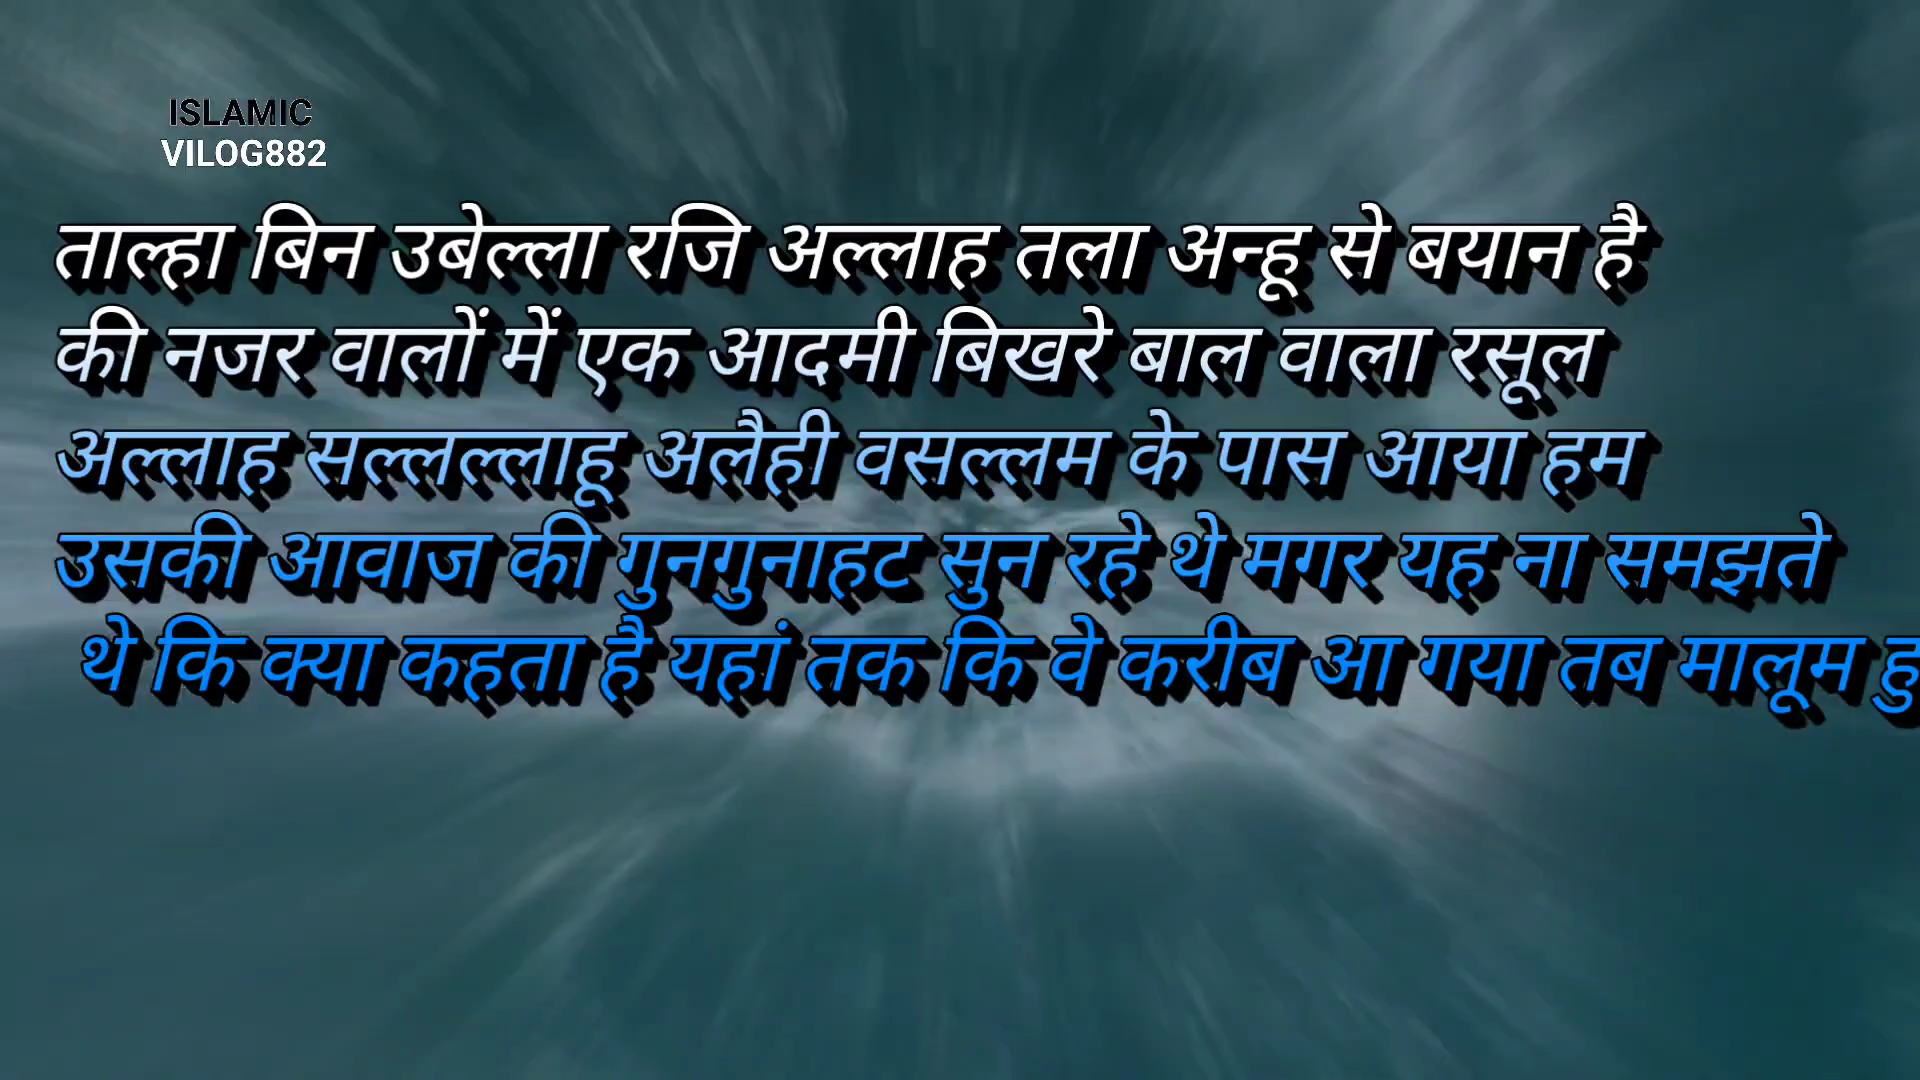 ISLAMIC
VILOG882
ताल्हा बिन उबेल्ला रजि अल्लाह तला अन्हू से बयान है
की नजर वालों में एक आदमी बिखरे बाल वाला रसूल
अल्लाह सल्लल्लाहू अलैही वसल्लम के पास आया हम
उसकी आवाज की गुनगुनाहट सुन रहे थे मगर यह ना समझते
थे कि क्या कहता है यहां तक कि वे करीब आ गया तब मालूम